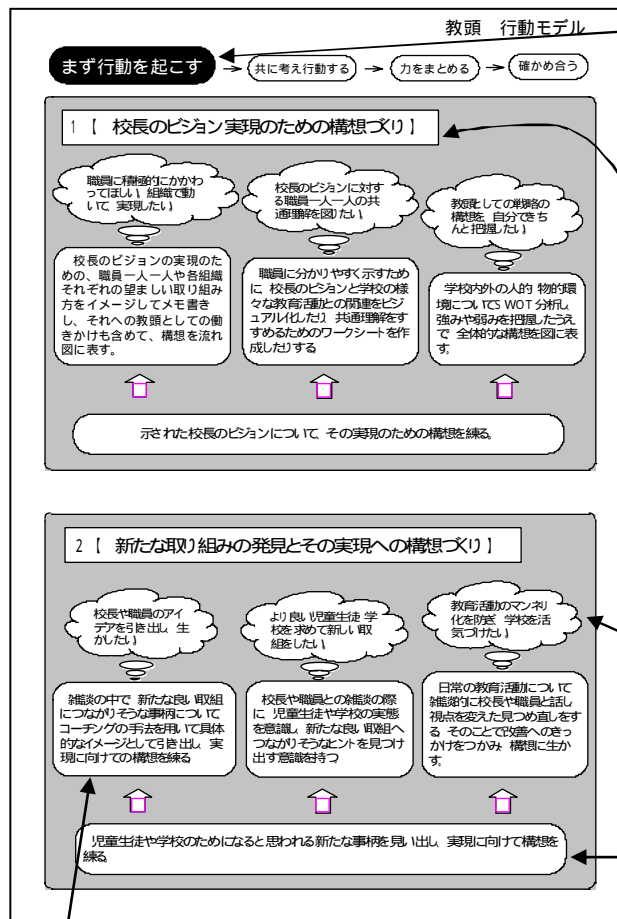 教頭　行動モデル
まず行動を起こす → 共に考え行動する → 力をまとめる → 確かめ合う
1【 校長のビジョン実現のための構想づくり】
職員に積極的にかかわ
ってほしい。組織で動
いて、実現したい。
校長のビジョンに対す
る職員一人一人の共
通理解を図りたい。
教頭としての戦略の
構想を、自分できち
んと把握したい。
校長のビジョンの実現のた
めの、職員一人一人や各組織
それぞれの望ましい取り組み
方をイメージしてメモ書き
し、それへの教頭としての働
きかけも含めて、構想を流れ
図に表す。
職員に分かりやすく示すため
に、校長のビジョンと学校の様
々な教育活動との関連をビジ
ュアル化したり、共通理解をす
すめるためのワークシートを作
成したりする。
学校内外の人的・物的環
境についてSWOT分析し、
強みや弱みを把握したうえ
で、全体的な構想を図に表
す。
示された校長のビジョンについて、その実現のための構想を練る。
2【 新たな取り組みの発見とその実現への構想づくり】
校長や職員のアイ
デアを引き出し、生
かしたい。
より良い児童生徒・学
校を求めて新しい取
組をしたい。
教育活動のマンネリ
化を防ぎ、学校を活
気づけたい。
雑談の中で、新たな良い取組
につながりそうな事柄について
コーチングの手法を用いて具体
的なイメージとして引き出し、実
現に向けての構想を練る。
校長や職員との雑談の際
に、児童生徒や学校の実態
を意識し、新たな良い取組へ
つながりそうなヒントを見つけ
出す意識を持つ。
日常の教育活動について
雑談的に校長や職員と話し、
視点を変えた見つめ直しをす
る。そのことで改善へのきっ
かけをつかみ、構想に生か
す。
児童生徒や学校のためになると思われる新たな事柄を見い出し、実現に向けて構想を
練る。